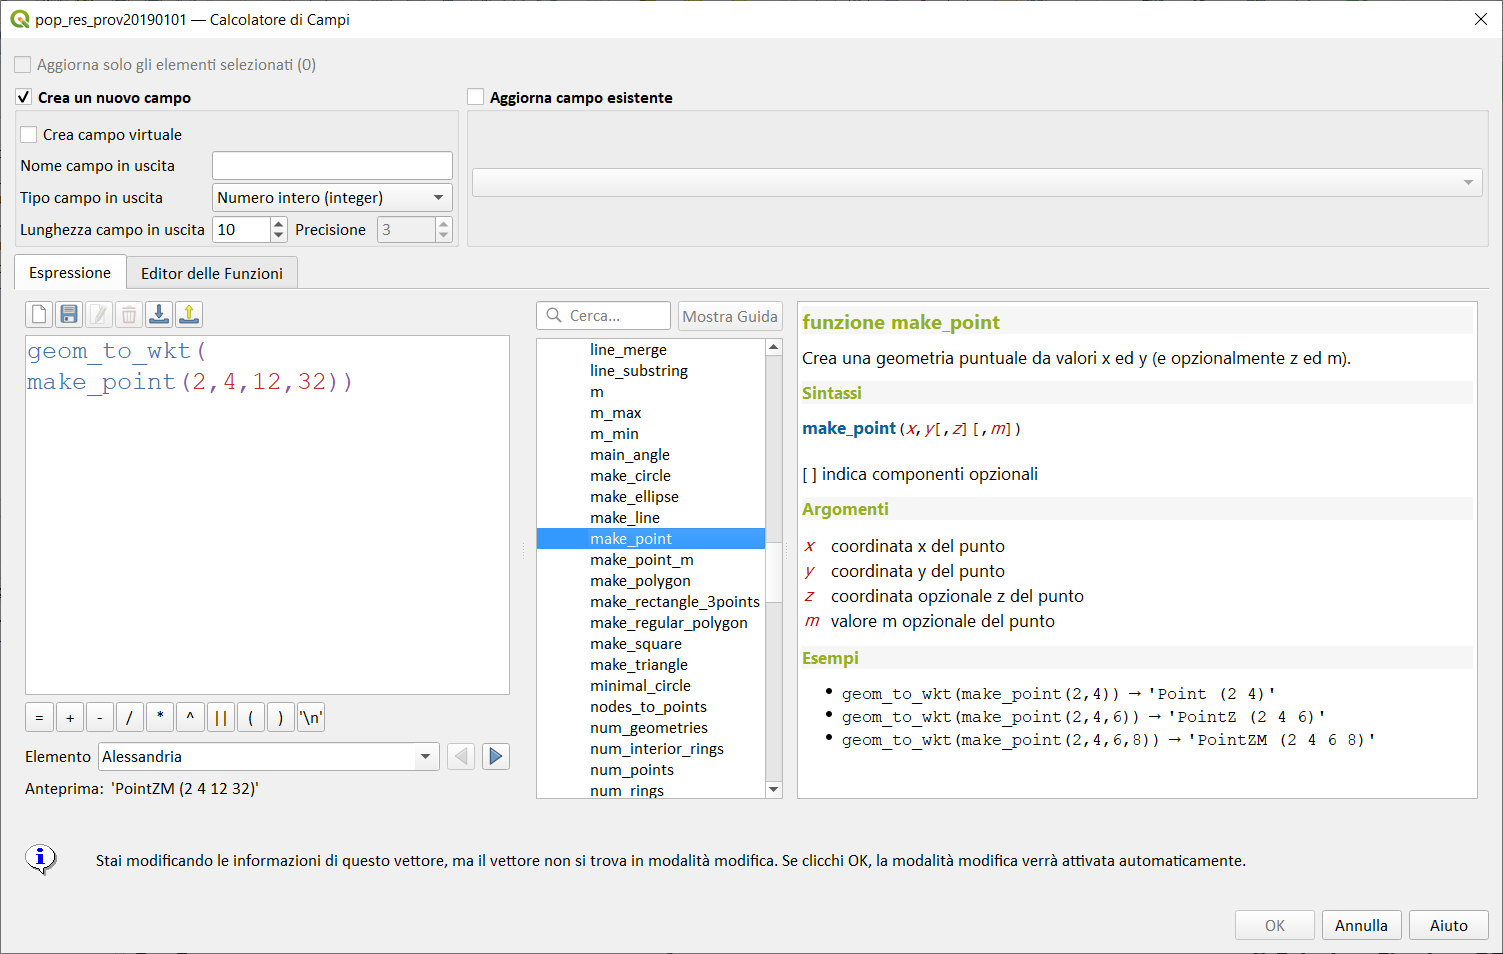 pop_res_prov20190101 — Calcolatore di Campi
Aggiorna solo gli elementi selezionati (0)
Crea un nuovo campo
Aggiorna campo esistente
Crea campo virtuale
Nome campo in uscita
Tipo campo in uscita
Numero intero (integer)
Lunghezza campo in uscita
10
Precisione
3
Espressione
Editor delle Funzioni
geom_to_wkt(
make_point(2,4,12,32))
=
+
-
/
*
^
||
(
)
'\n'
Elemento
Alessandria
Anteprima: 'PointZM (2 4 12 32)'
Cerca...
Mostra Guida
line_merge
line_substring
m
m_max
m_min
main_angle
make_circle
make_ellipse
make_line
make_point
make_point_m
make_polygon
make_rectangle_3points
make_regular_polygon
make_square
make_triangle
minimal_circle
nodes_to_points
num_geometries
num_interior_rings
num_points
num_rings
funzione make_point
Crea una geometria puntuale da valori x ed y (e opzionalmente z ed m).
Sintassi
make_point(x,y[,z][,m])
[ ] indica componenti opzionali
Argomenti
x coordinata x del punto
y coordinata y del punto
z coordinata opzionale z del punto
m valore m opzionale del punto
Esempi
• geom_to_wkt(make_point(2,4)) → 'Point (2 4)'
• geom_to_wkt(make_point(2,4,6)) → 'PointZ (2 4 6)'
• geom_to_wkt(make_point(2,4,6,8)) → 'PointZM (2 4 6 8)'
Stai modificando le informazioni di questo vettore, ma il vettore non si trova in modalità modifica. Se clicchi OK, la modalità modifica verrà attivata automaticamente.
OK
Annulla
Aiuto